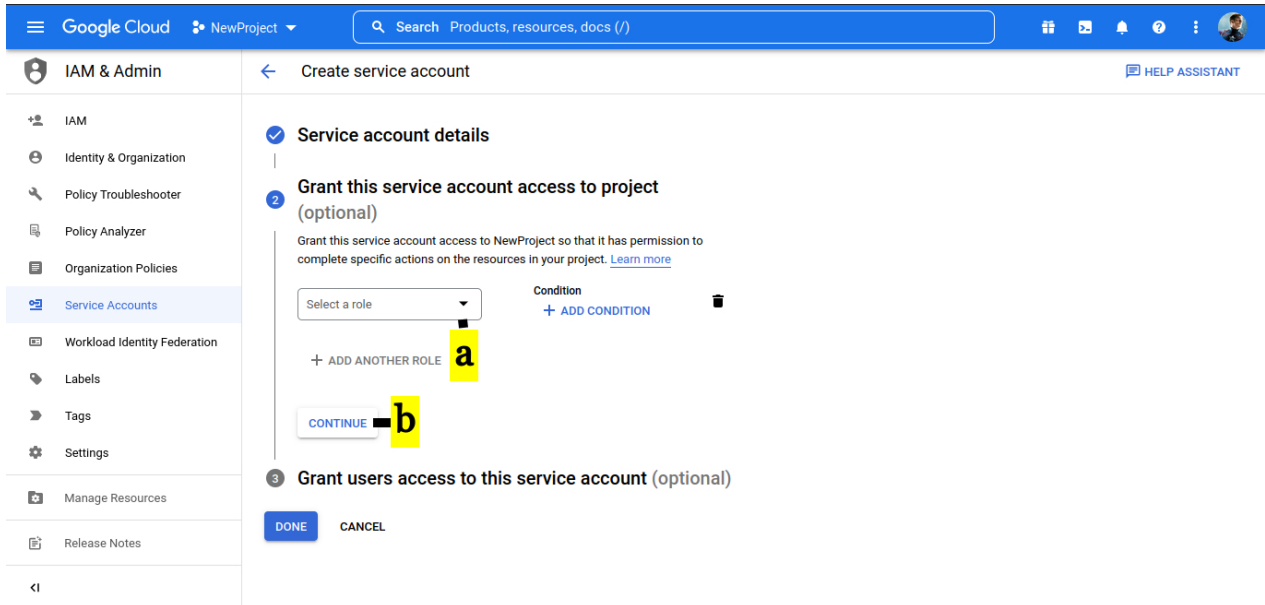 Google Cloud NewProject Search Products, resources, docs (/)
IAM & Admin
Create service account
HELP ASSISTANT
IAM
Identity & Organization
Policy Troubleshooter
Policy Analyzer
Organization Policies
Service Accounts
Workload Identity Federation
Labels
Tags
Settings
Manage Resources
Release Notes
Service account details
2
Grant this service account access to project
(optional)
Grant this service account access to NewProject so that it has permission to
complete specific actions on the resources in your project. Learn more
Select a role
Condition
+ ADD CONDITION
a
+ ADD ANOTHER ROLE
CONTINUE
b
3 Grant users access to this service account (optional)
DONE CANCEL